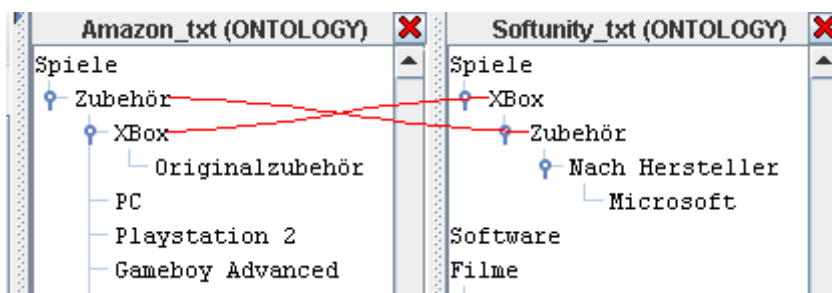 Amazon_txt (ONTOLOGY)
Spiele
Zubehör
XBox
Originalzubehör
PC
Playstation 2
Gameboy Advanced
Softunity_txt (ONTOLOGY)
Spiele
XBox
Zubehör
Nach Hersteller
Microsoft
Software
Filme